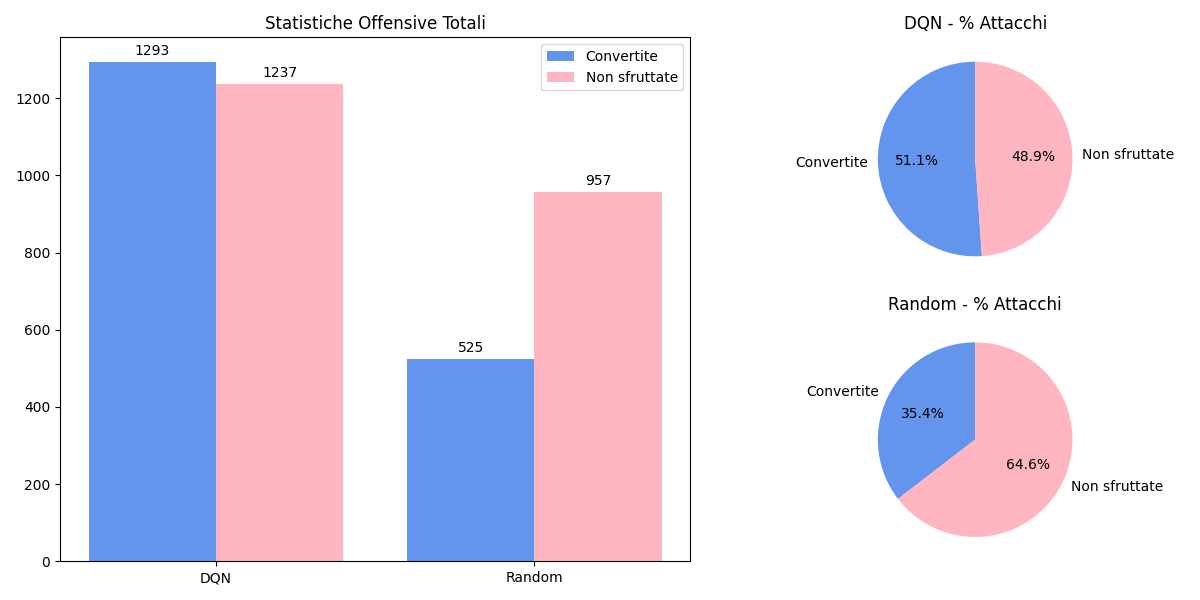 Statistiche Offensive Totali
1293
1237
957
525
Convertite
Non sfruttate
1200
1000
800
600
400
200
0
DQN
Random
DQN - % Attacchi
Convertite
51.1%
48.9%
Non sfruttate
Random - % Attacchi
Convertite
35.4%
64.6%
Non sfruttate